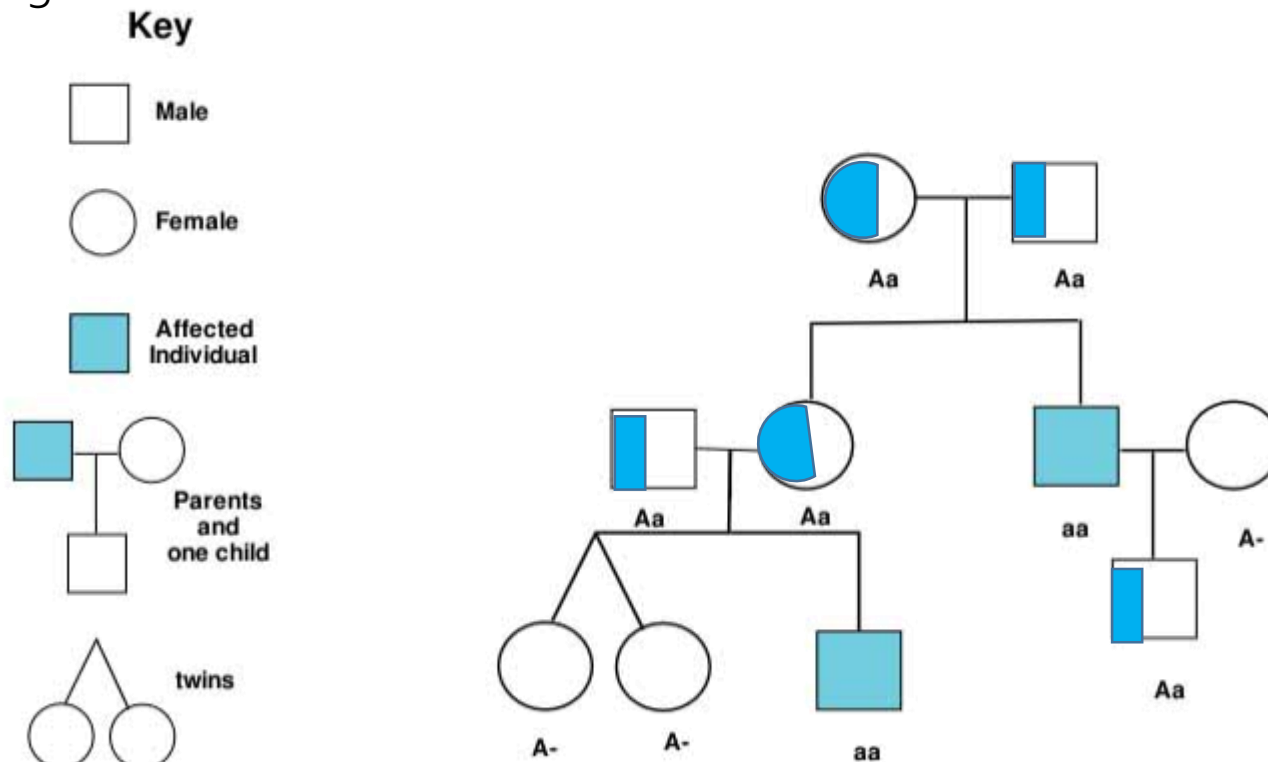 Key
Male
Female
Affected
Individual
Parents
and
one child
twins
Aa
Aa
Aa
Aa
aa
A-
Aa
A-
A-
aa